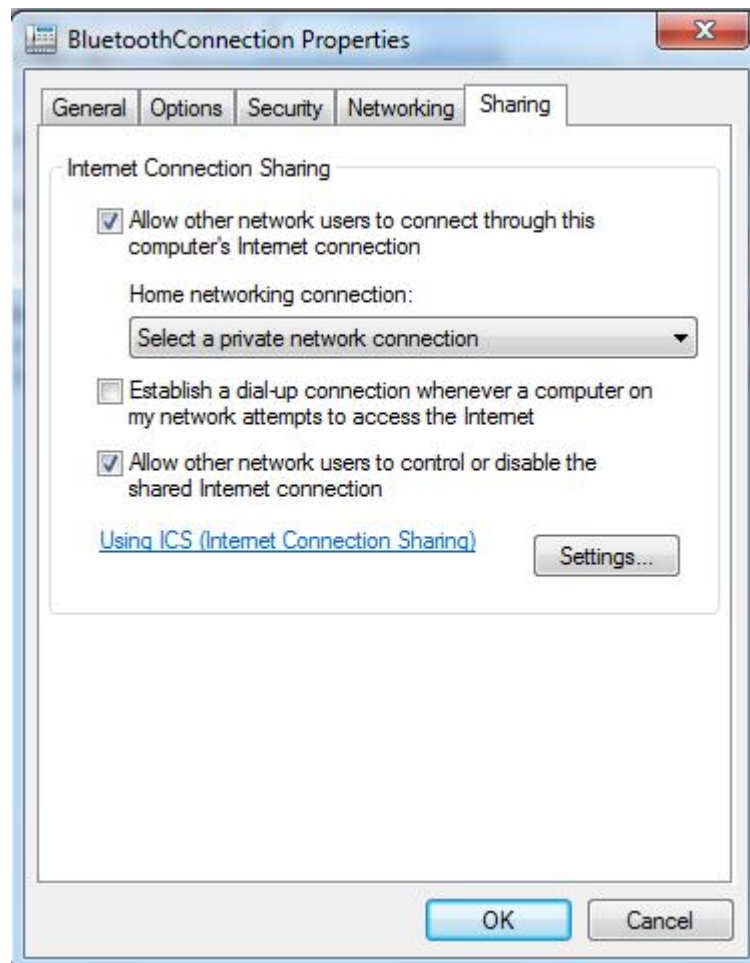 BluetoothConnection Properties
General Options Security Networking Sharing
Internet Connection Sharing
Allow other network users to connect through this
computer's Internet connection
Home networking connection:
Select a private network connection
Establish a dial-up connection whenever a computer on
my network attempts to access the Internet
Allow other network users to control or disable the
shared Internet connection
Using ICS (Internet Connection Sharing)
Settings...
OK Cancel